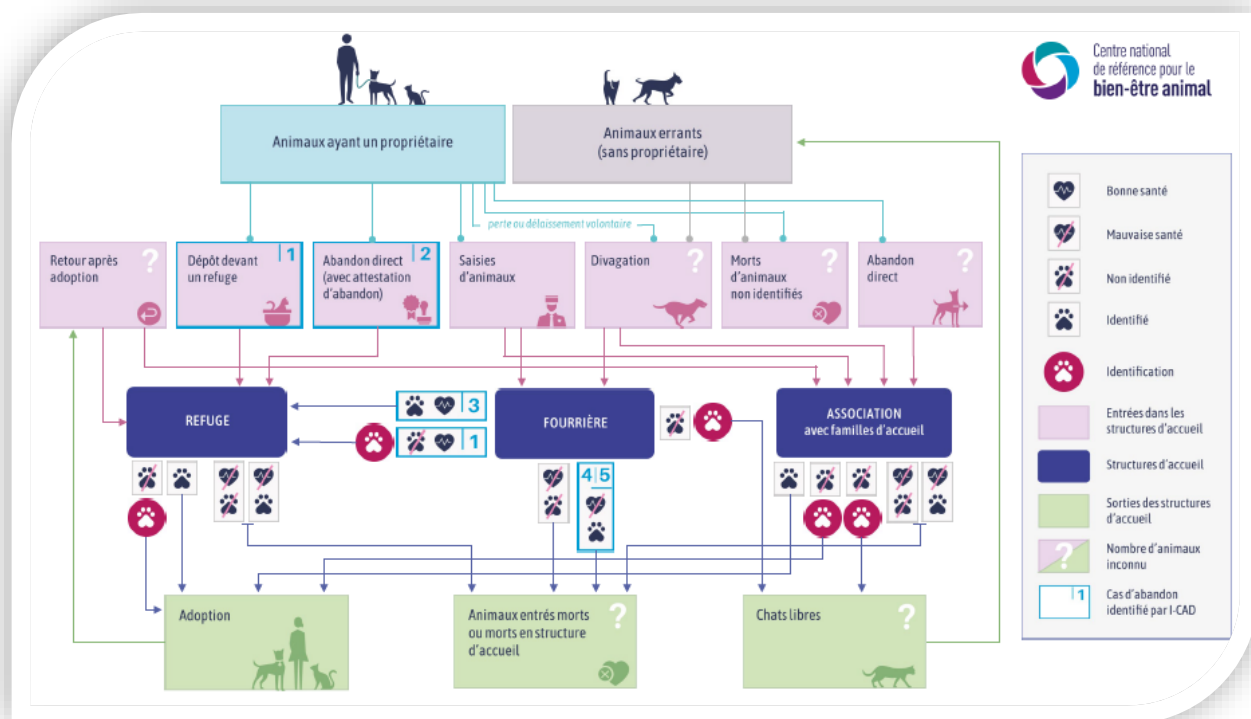 Centre national
de référence pour le
bien-être animal
Animaux ayant un propriétaire
Animaux errants
(sans propriétaire)
perte ou délaissement volontaire
Retour après
adoption
?
Dépôt devant
un refuge
1
Abandon direct
(avec attestation
d'abandon)
2
Saisies
d'animaux
Divagation
?
Morts
d'animaux
non identifiés
?
Abandon
direct
?
REFUGE
3
1
FOURRIÈRE
ASSOCIATION
avec familles d'accueil
4|5
Adoption
Animaux entrés morts
ou morts en structure
d'accueil
?
Chats libres
?
Bonne santé
Mauvaise santé
Non identifié
Identifié
Identification
Entrées dans les
structures d'accueil
Structures d'accueil
Sorties des structures
d'accueil
?
Nombre d'animaux
inconnu
1
Cas d'abandon
identifié par I-CAD